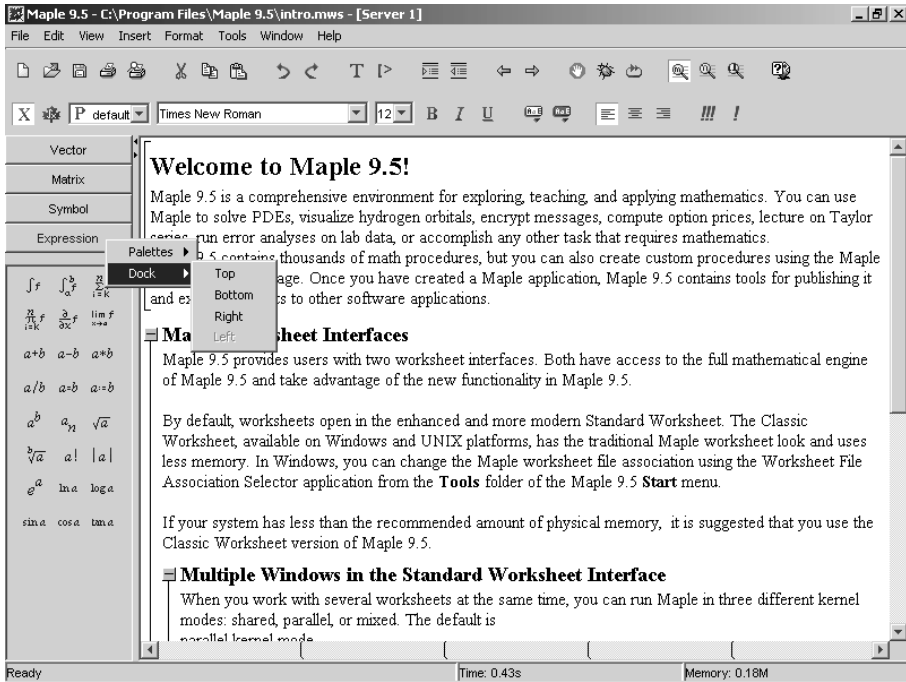 Maple 9.5 - C:\Program Files\Maple 9.5\intro.mws - [Server 1]
File Edit View Insert Format Tools Window Help
T [>
X P default Times New Roman 12 B I U !!! !
Vector
Matrix
Symbol
Expression
Palettes
Dock
Top
Bottom
Right
Left
a+b a-b a*b
a/b a=b a:=b
a^b a_n √a
a! |a|
e^a ln a log a
sin a cos a tan a
Welcome to Maple 9.5!
Maple 9.5 is a comprehensive environment for exploring, teaching, and applying mathematics. You can use
Maple to solve PDEs, visualize hydrogen orbitals, encrypt messages, compute option prices, lecture on Taylor
series, run error analyses on lab data, or accomplish any other task that requires mathematics.
9.5 contains thousands of math procedures, but you can also create custom procedures using the Maple
age. Once you have created a Maple application, Maple 9.5 contains tools for publishing it
and ts to other software applications.
Ma sheet Interfaces
Maple 9.5 provides users with two worksheet interfaces. Both have access to the full mathematical engine
of Maple 9.5 and take advantage of the new functionality in Maple 9.5.
By default, worksheets open in the enhanced and more modern Standard Worksheet. The Classic
Worksheet, available on Windows and UNIX platforms, has the traditional Maple worksheet look and uses
less memory. In Windows, you can change the Maple worksheet file association using the Worksheet File
Association Selector application from the Tools folder of the Maple 9.5 Start menu.
If your system has less than the recommended amount of physical memory, it is suggested that you use the
Classic Worksheet version of Maple 9.5.
Multiple Windows in the Standard Worksheet Interface
When you work with several worksheets at the same time, you can run Maple in three different kernel
modes: shared, parallel, or mixed. The default is
parallel kernel mode
Ready
Time: 0.43s
Memory: 0.18M